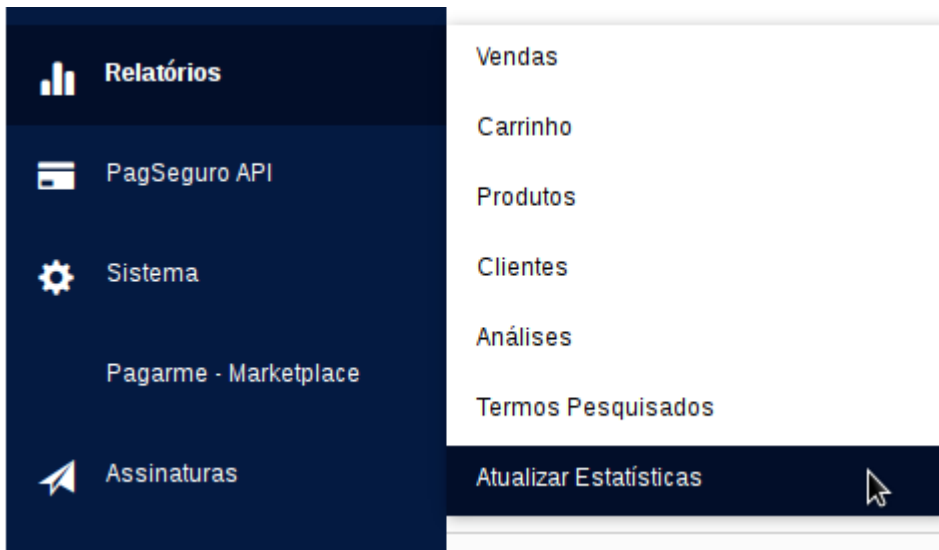 Relatórios
PagSeguro API
Sistema
Pagarme - Marketplace
Assinaturas
Vendas
Carrinho
Produtos
Clientes
Análises
Termos Pesquisados
Atualizar Estatísticas